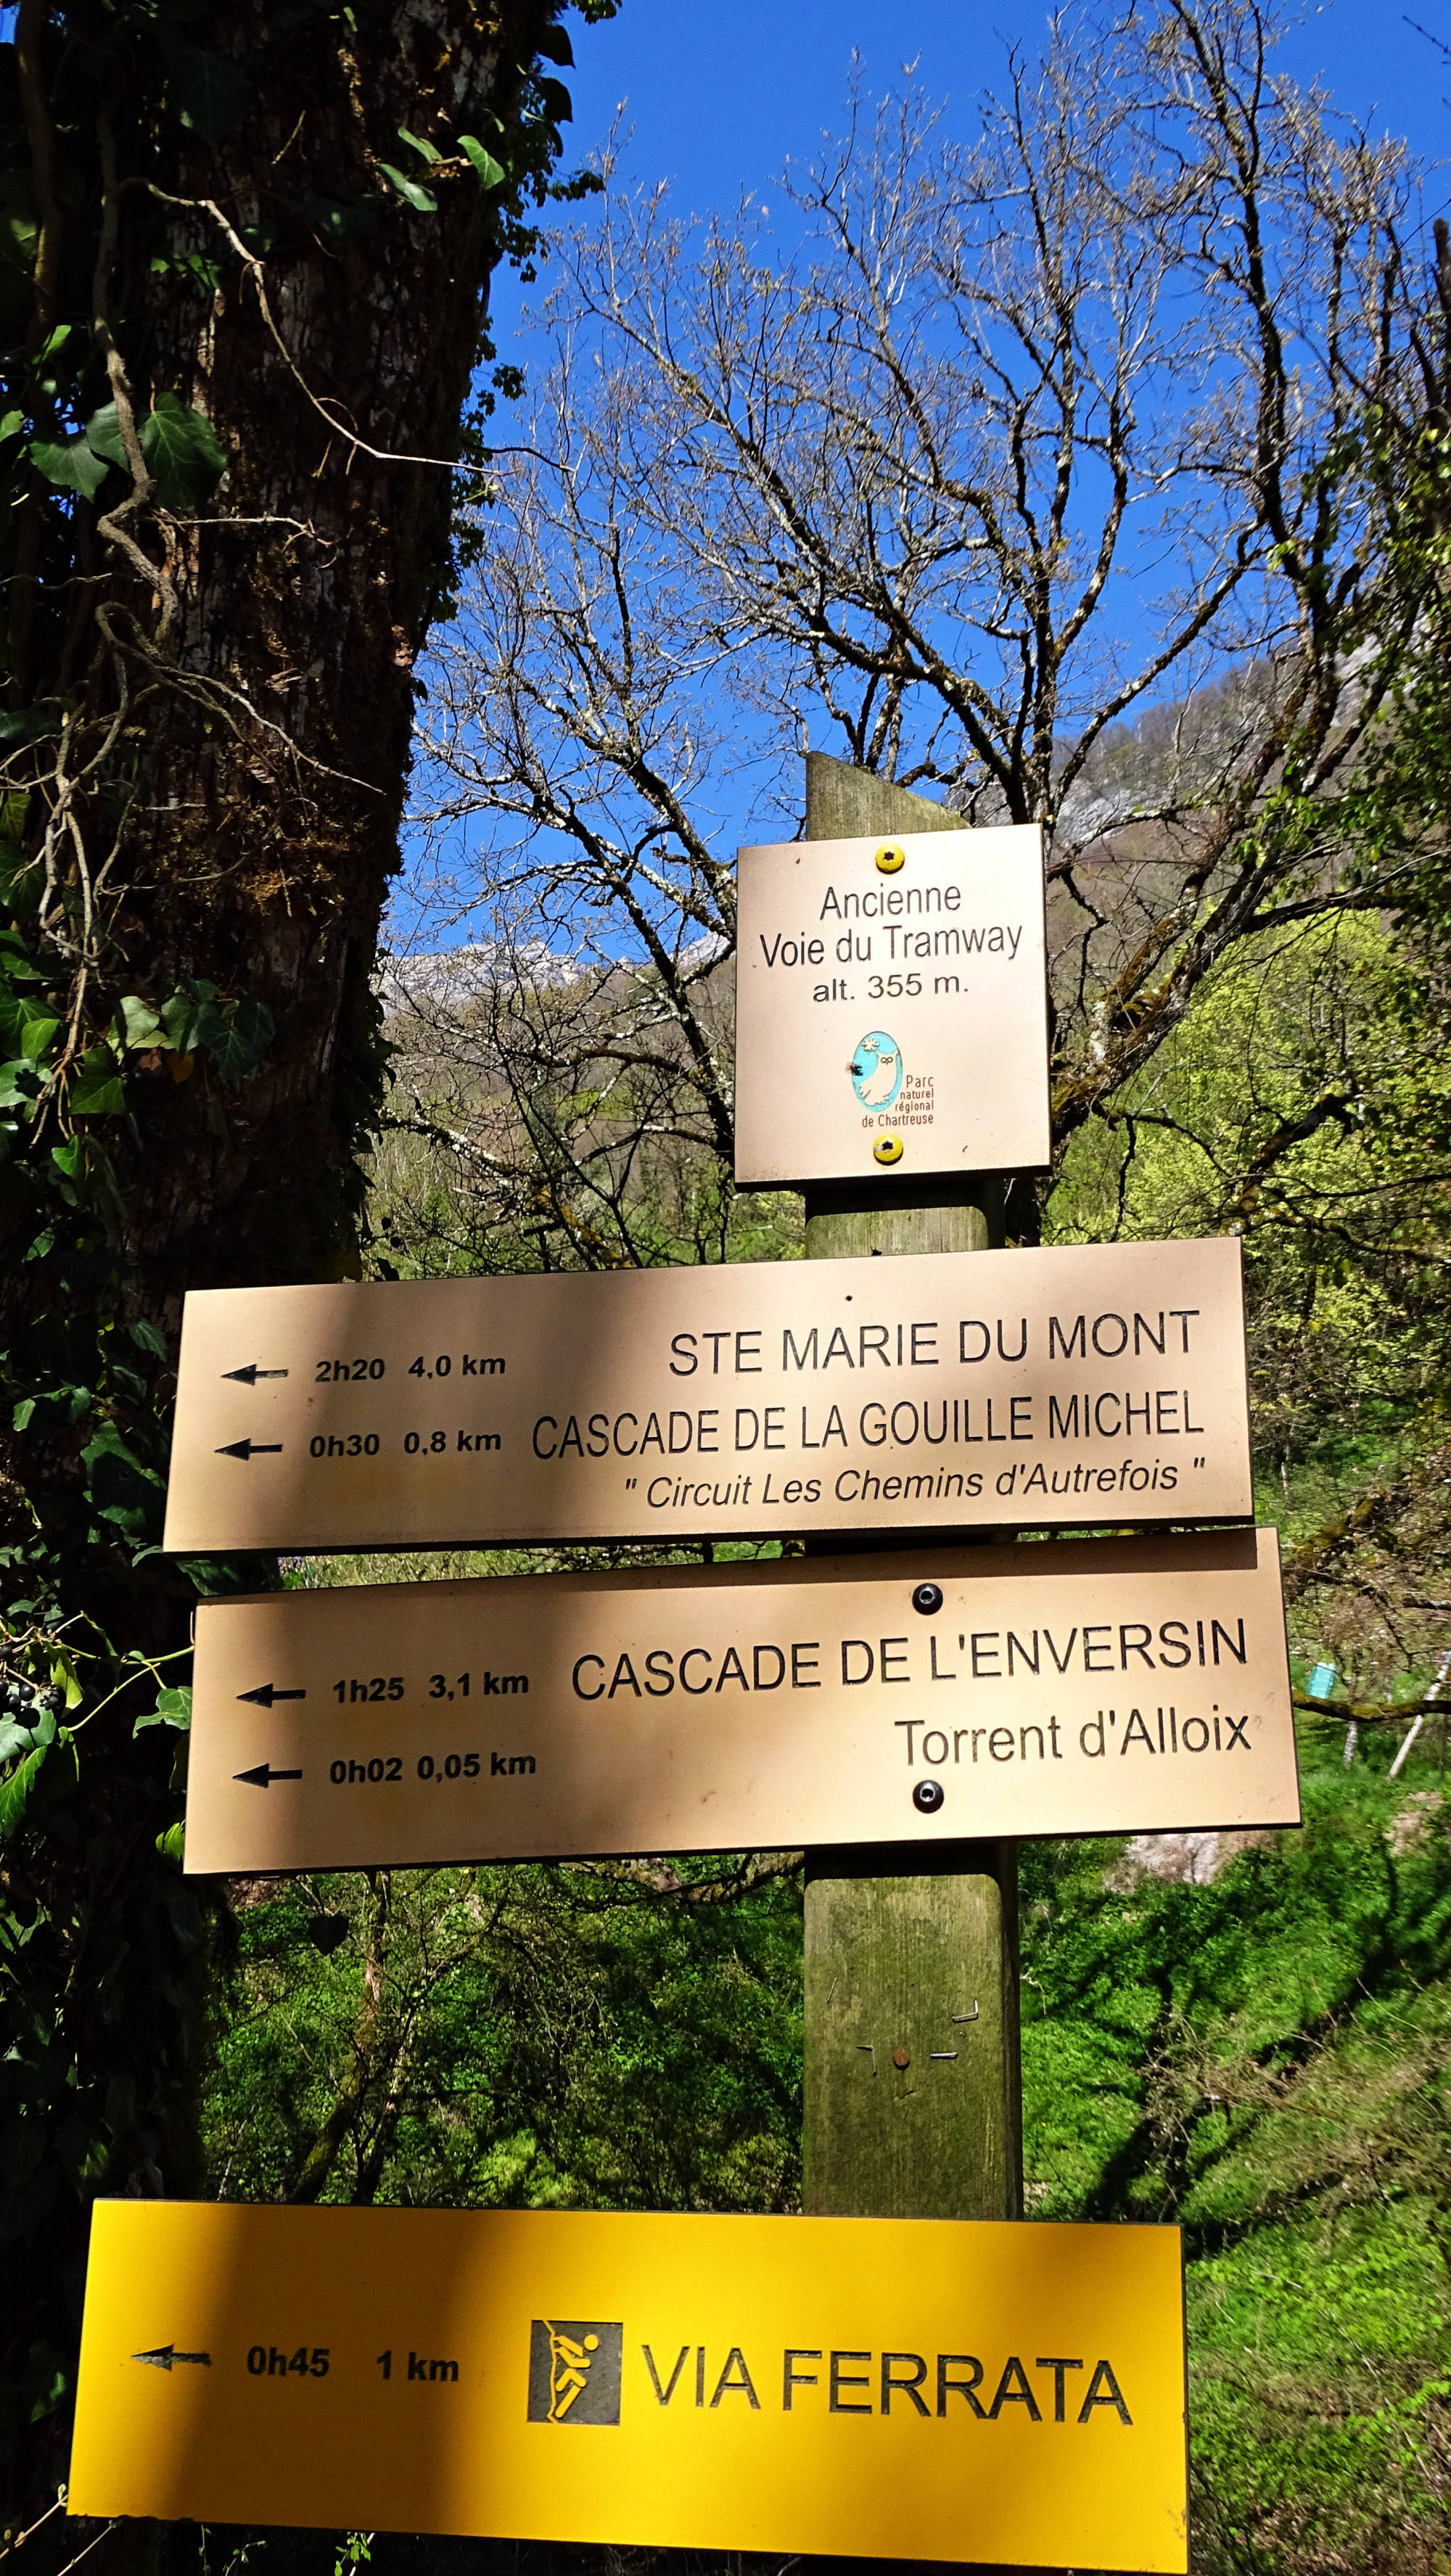 Ancienne
Voie du Tramway
alt. 355 m.
Parc
naturel
régional
de Chartreuse
2h20 4,0 km STE MARIE DU MONT
0h30 0,8 km CASCADE DE LA GOUILLE MICHEL
" Circuit Les Chemins d'Autrefois "
1h25 3,1 km CASCADE DE L'ENVERSIN
0h02 0,05 km Torrent d'Alloix
0h45 1 km VIA FERRATA